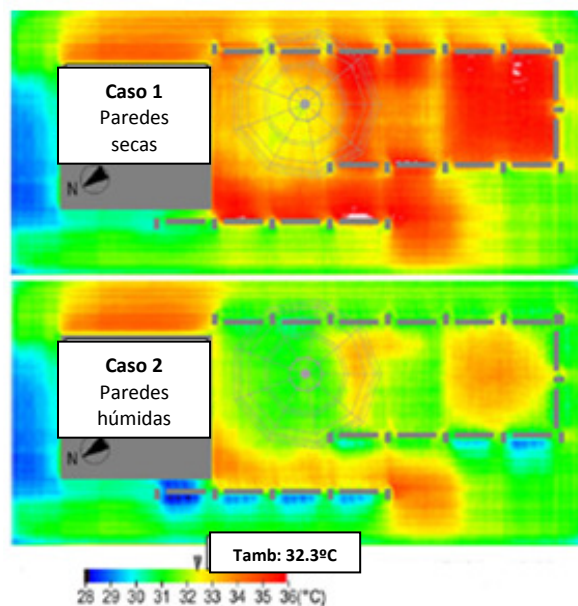 Caso 1
Paredes
secas
N
Caso 2
Paredes
húmidas
N
Tamb: 32.3ºC
28 29 30 31 32 33 34 35 36(°C)